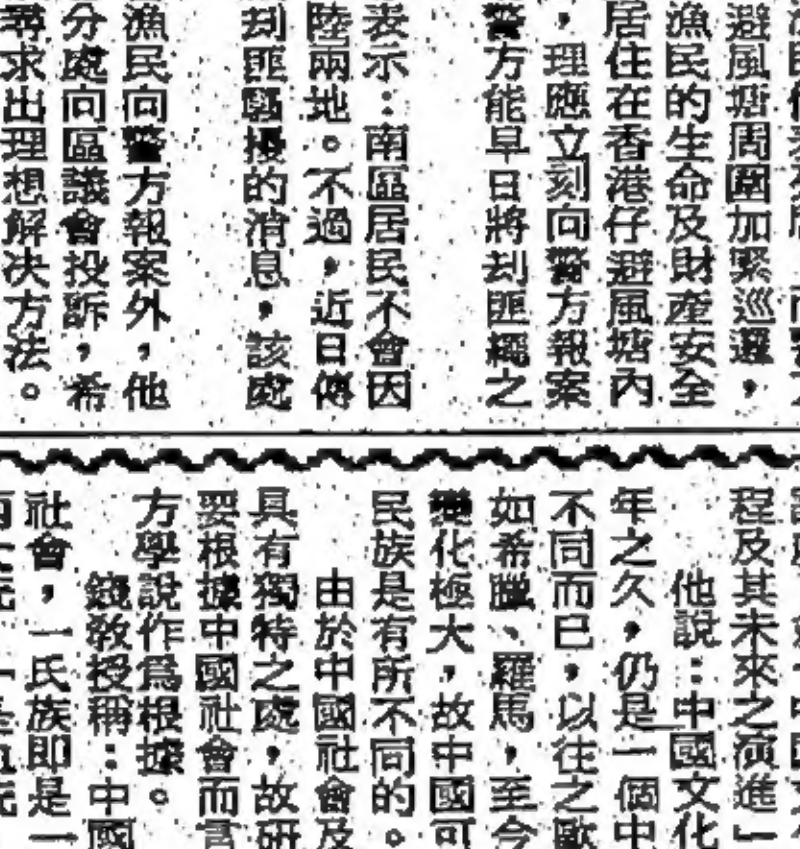 避風塘周圍加緊巡邏，
漁民的生命及財產安全
居住在香港仔避風塘內
，理應立刻向警方報案
警方能早日將刦匪繩之
表示：南區居民不會因
陸兩地。不過，近日傳
刦匪騷擾的消息，該處
漁民向警方報案外，他
分處向區議會投訴，希
尋求出理想解決方法。
程及其未來之演進」
他說：中國文化
年之久，仍是一個中
不同而已，以往之歐
如希臘、羅馬，至今
變化極大，故中國可
民族是有所不同的。
由於中國社會及
具有獨特之處，故研
要根據中國社會而言
方學說作爲根據。
錢教授稱：中國
社會，一氏族即是一